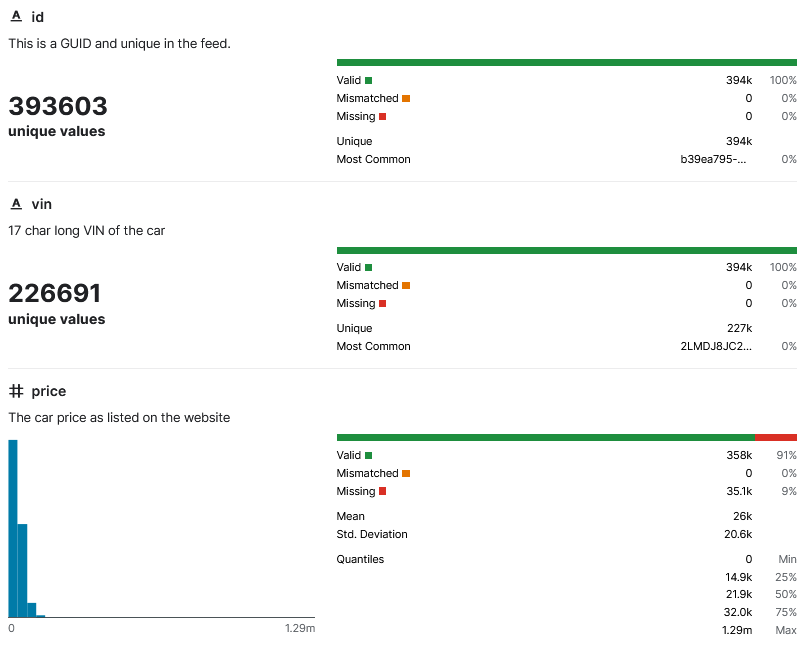 id
This is a GUID and unique in the feed.
393603
unique values
Valid 394k 100%
Mismatched 0 0%
Missing 0 0%
Unique 394k
Most Common b39ea795-... 0%
vin
17 char long VIN of the car
226691
unique values
Valid 394k 100%
Mismatched 0 0%
Missing 0 0%
Unique 227k
Most Common 2LMDJ8JC2... 0%
price
The car price as listed on the website
0 1.29m
Valid 358k 91%
Mismatched 0 0%
Missing 35.1k 9%
Mean 26k
Std. Deviation 20.6k
Quantiles 0 Min
14.9k 25%
21.9k 50%
32.0k 75%
1.29m Max